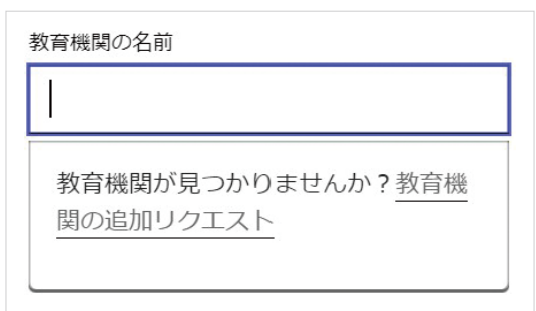 教育機関の名前
教育機関が見つかりませんか？教育機
関の追加リクエスト